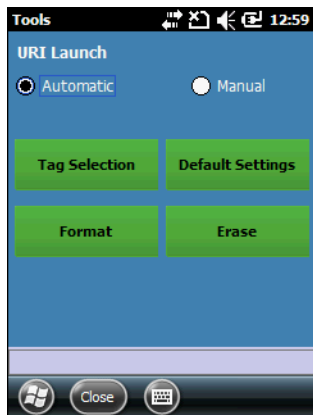 Tools 12:59
URI Launch
Automatic Manual
Tag Selection Default Settings
Format Erase
Close